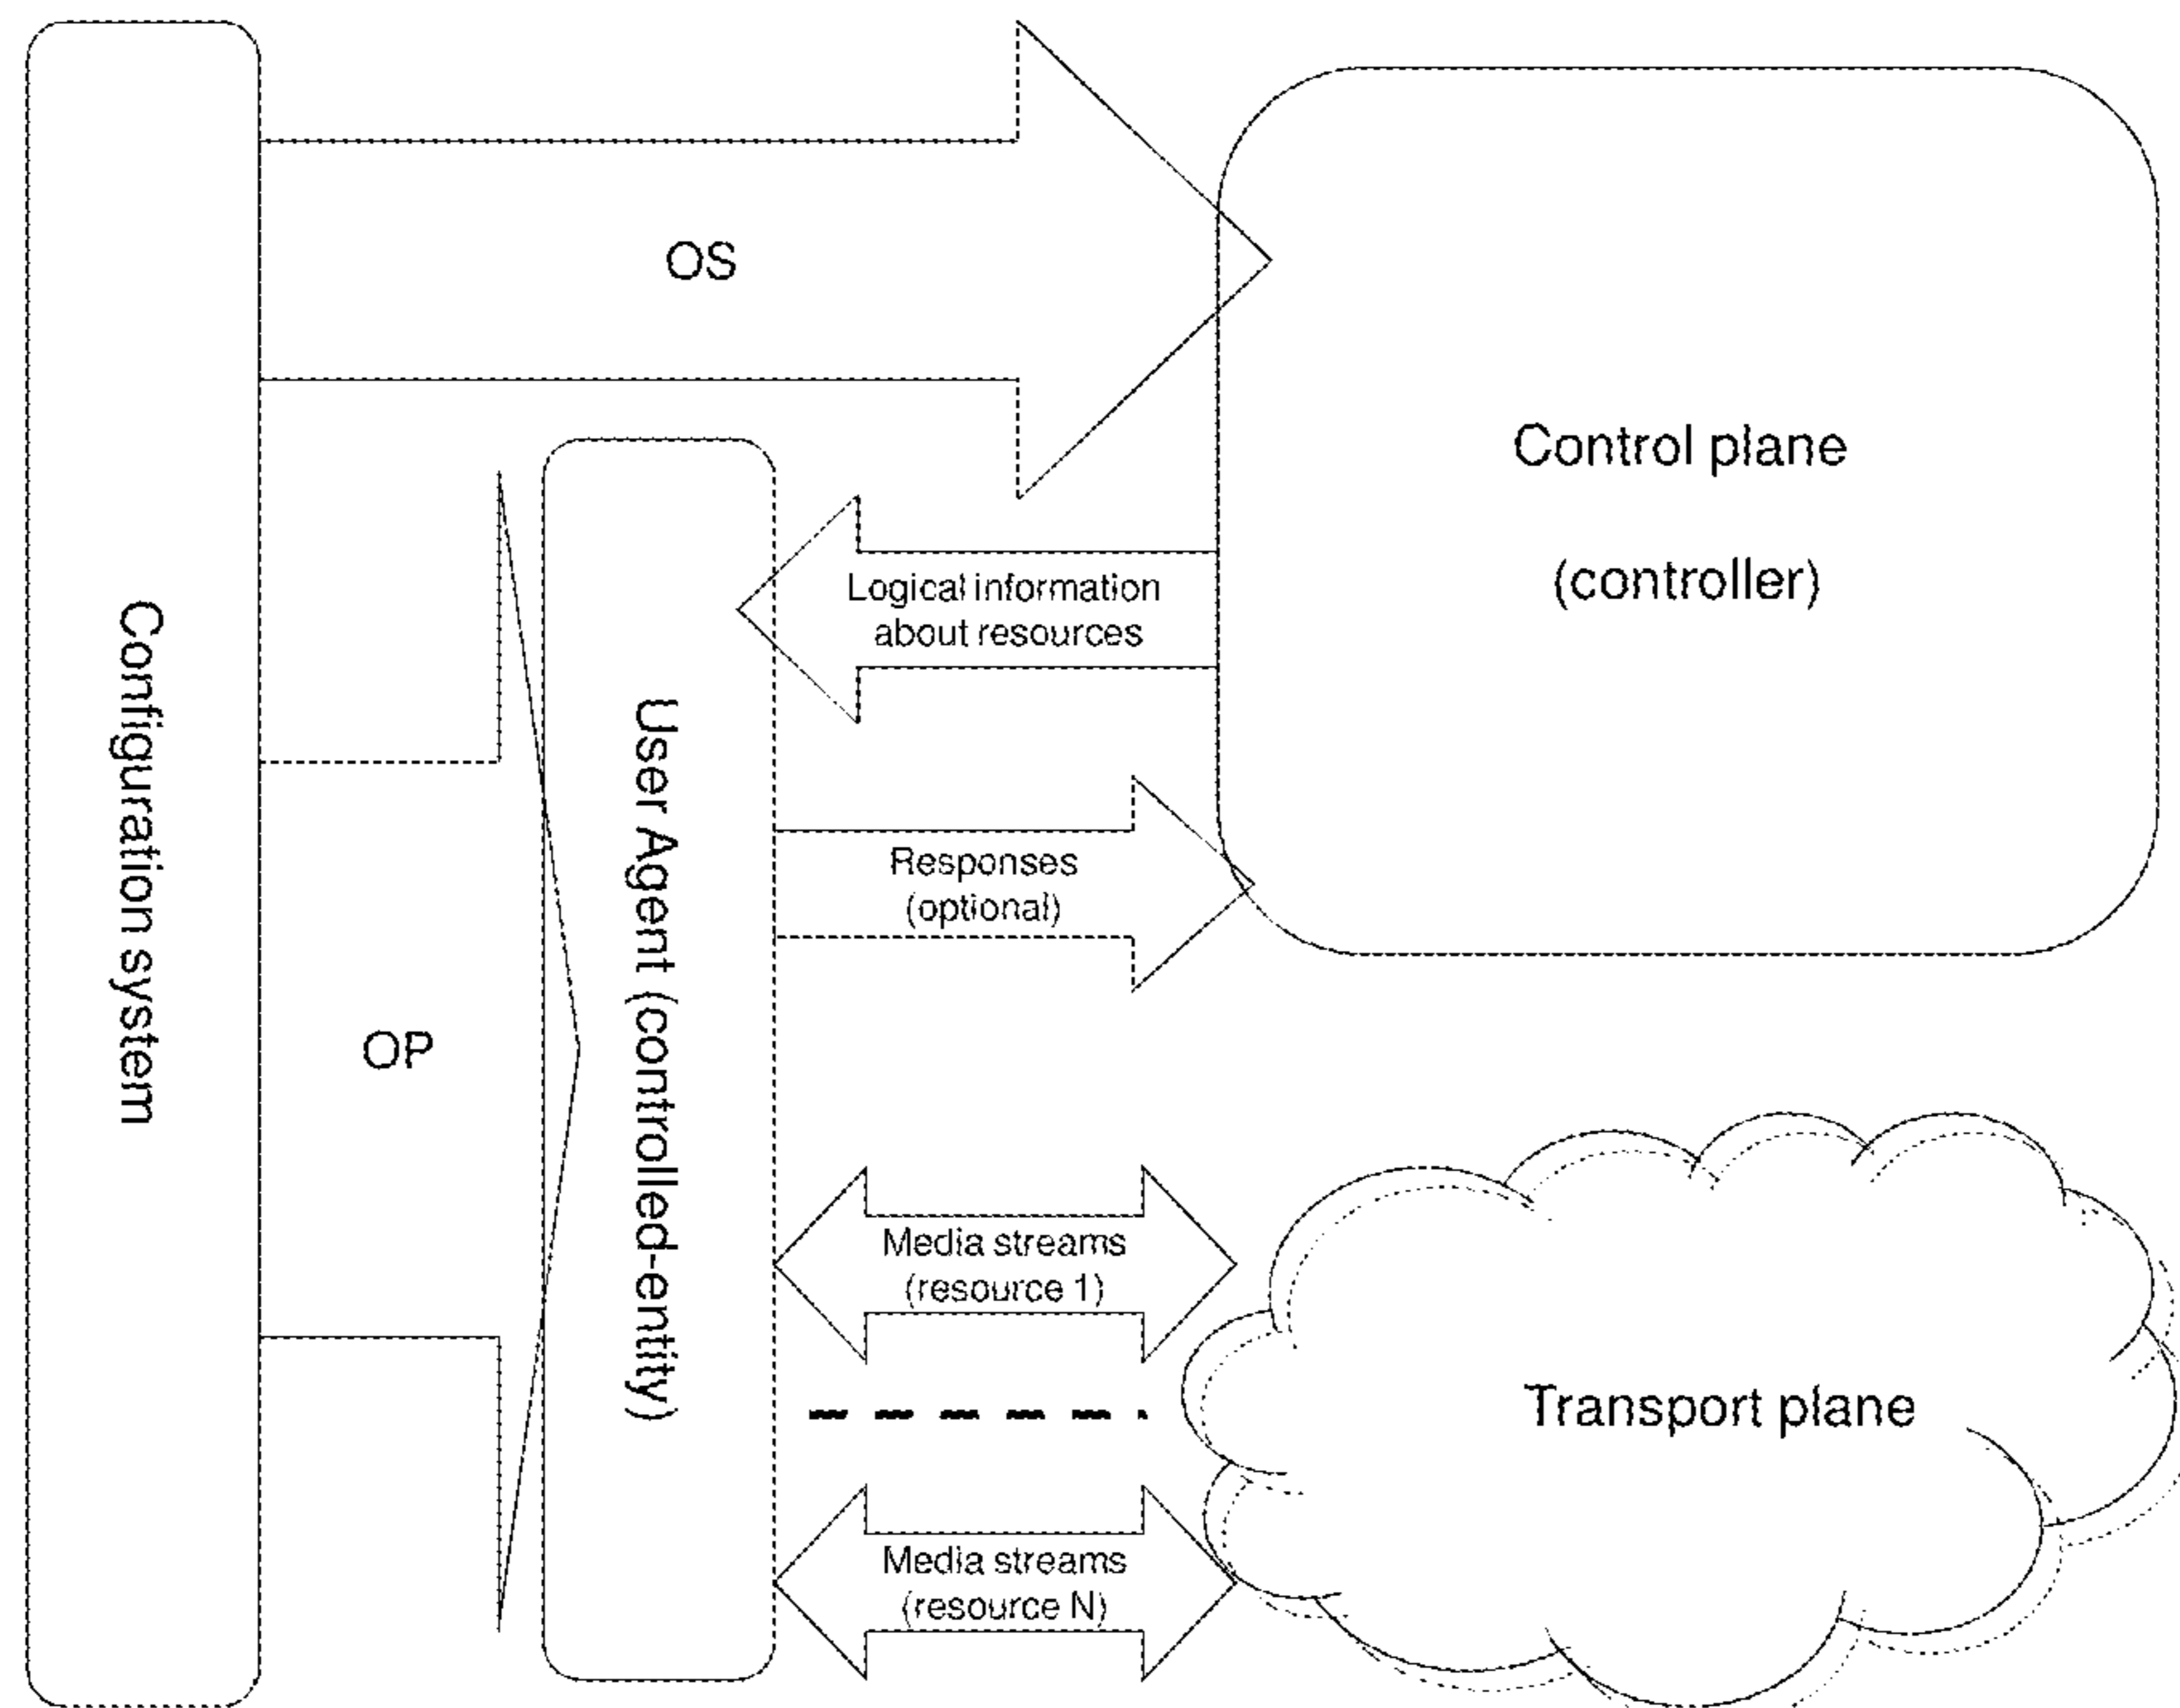 OS
Control plane
(controller)
Logical information
about resources
Configuration system
User Agent (controlled-entity)
Responses
(optional)
OP
Media streams
(resource 1)
Transport plane
Media streams
(resource N)